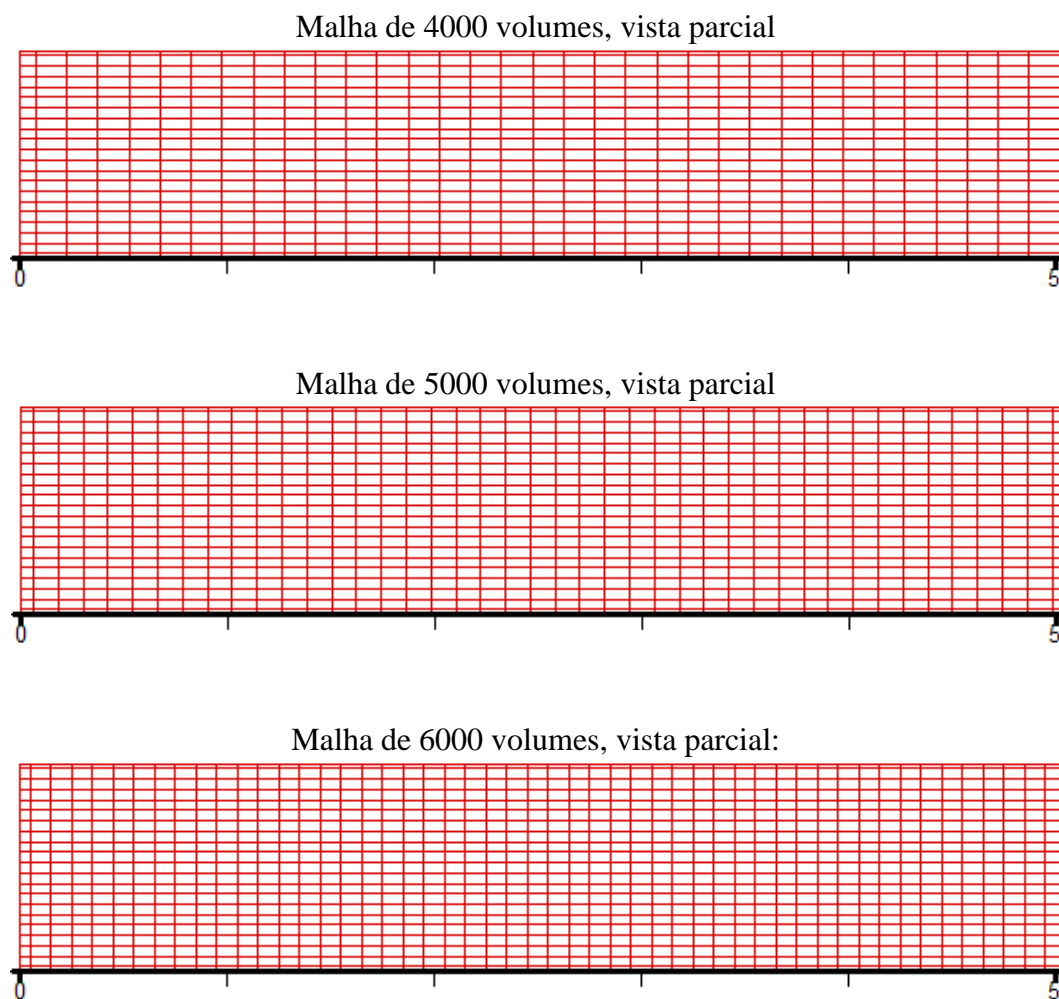 Malha de 4000 volumes, vista parcial
0 5
Malha de 5000 volumes, vista parcial
0 5
Malha de 6000 volumes, vista parcial:
0 5